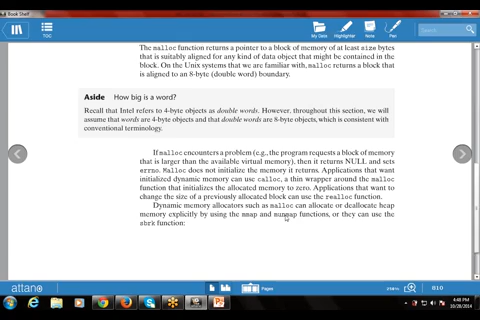 Book Shelf
TOC
My Data
Highlighter
Note
Pen
Search
The malloc function returns a pointer to a block of memory of at least size bytes
that is suitably aligned for any kind of data object that might be contained in the
block. On the Unix systems that we are familiar with, malloc returns a block that
is aligned to an 8-byte (double word) boundary.
Aside How big is a word?
Recall that Intel refers to 4-byte objects as double words. However, throughout this section, we will
assume that words are 4-byte objects and that double words are 8-byte objects, which is consistent with
conventional terminology.
If malloc encounters a problem (e.g., the program requests a block of memory
that is larger than the available virtual memory), then it returns NULL and sets
errno. Malloc does not initialize the memory it returns. Applications that want
initialized dynamic memory can use calloc, a thin wrapper around the malloc
function that initializes the allocated memory to zero. Applications that want to
change the size of a previously allocated block can use the realloc function.
Dynamic memory allocators such as malloc can allocate or deallocate heap
memory explicitly by using the mmap and munmap functions, or they can use the
sbrk function:
attano
Pages
810
4:48 PM
10/28/2014